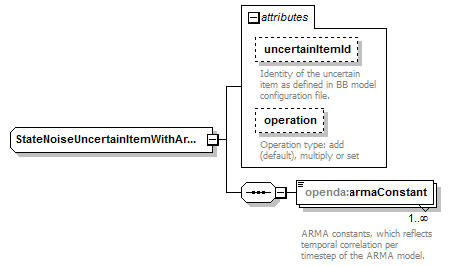 attributes
uncertainItemId
Identity of the uncertain
item as defined in BB model
configuration file.
operation
Operation type: add
(default), multiply or set
StateNoiseUncertainItemWithAr...
openda:armaConstant
1..∞
ARMA constants, which reflects
temporal correlation per
timestep of the ARMA model.